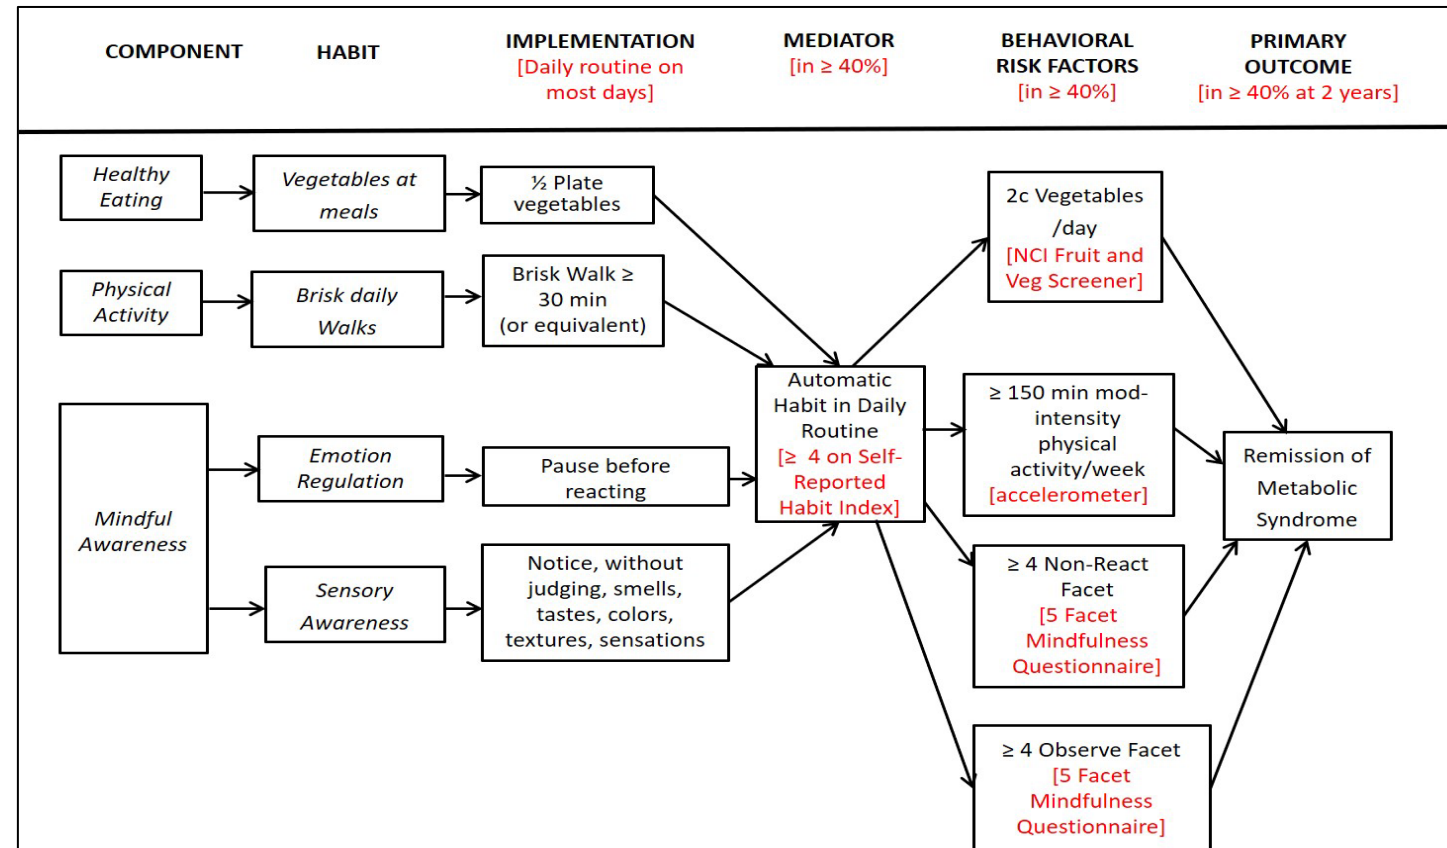 COMPONENT
HABIT
IMPLEMENTATION
[Daily routine on
most days]
MEDIATOR
[in ≥ 40%]
BEHAVIORAL
RISK FACTORS
[in ≥ 40%]
PRIMARY
OUTCOME
[in ≥ 40% at 2 years]
Healthy
Eating
Vegetables at
meals
½ Plate
vegetables
2c Vegetables
/day
[NCI Fruit and
Veg Screener]
Physical
Activity
Brisk daily
Walks
Brisk Walk ≥
30 min
(or equivalent)
Automatic
Habit in Daily
Routine
[≥ 4 on Self-
Reported
Habit Index]
≥ 150 min mod-
intensity
physical
activity/week
[accelerometer]
Remission of
Metabolic
Syndrome
Mindful
Awareness
Emotion
Regulation
Pause before
reacting
≥ 4 Non-React
Facet
[5 Facet
Mindfulness
Questionnaire]
Sensory
Awareness
Notice, without
judging, smells,
tastes, colors,
textures, sensations
≥ 4 Observe Facet
[5 Facet
Mindfulness
Questionnaire]